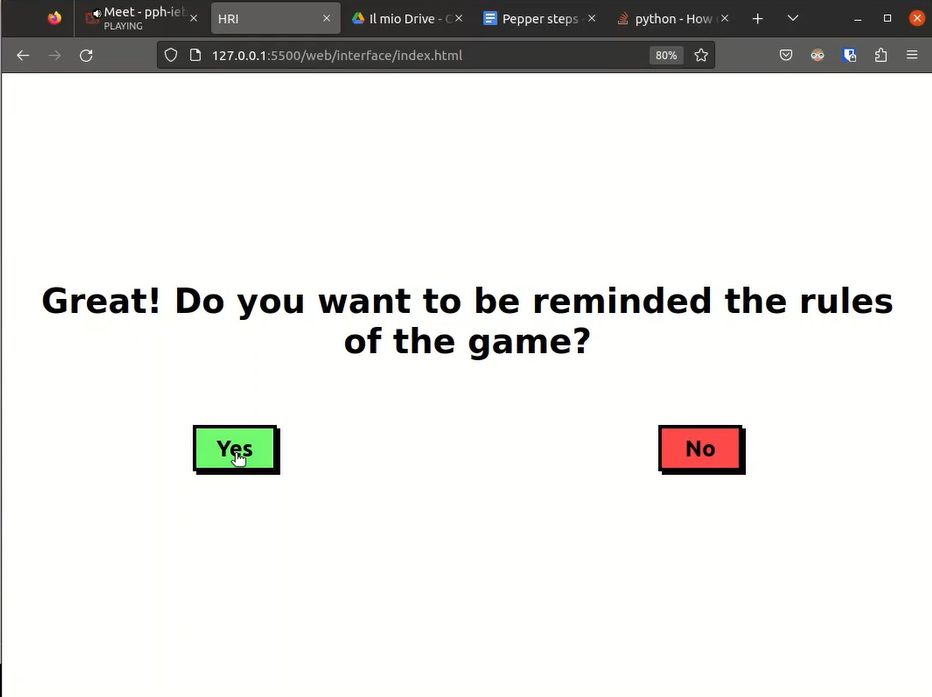 Meet - pph-ieb
PLAYING
HRI
Il mio Drive - G
Pepper steps -
python - How
127.0.0.1:5500/web/interface/index.html
80%
Great! Do you want to be reminded the rules
of the game?
Yes
No